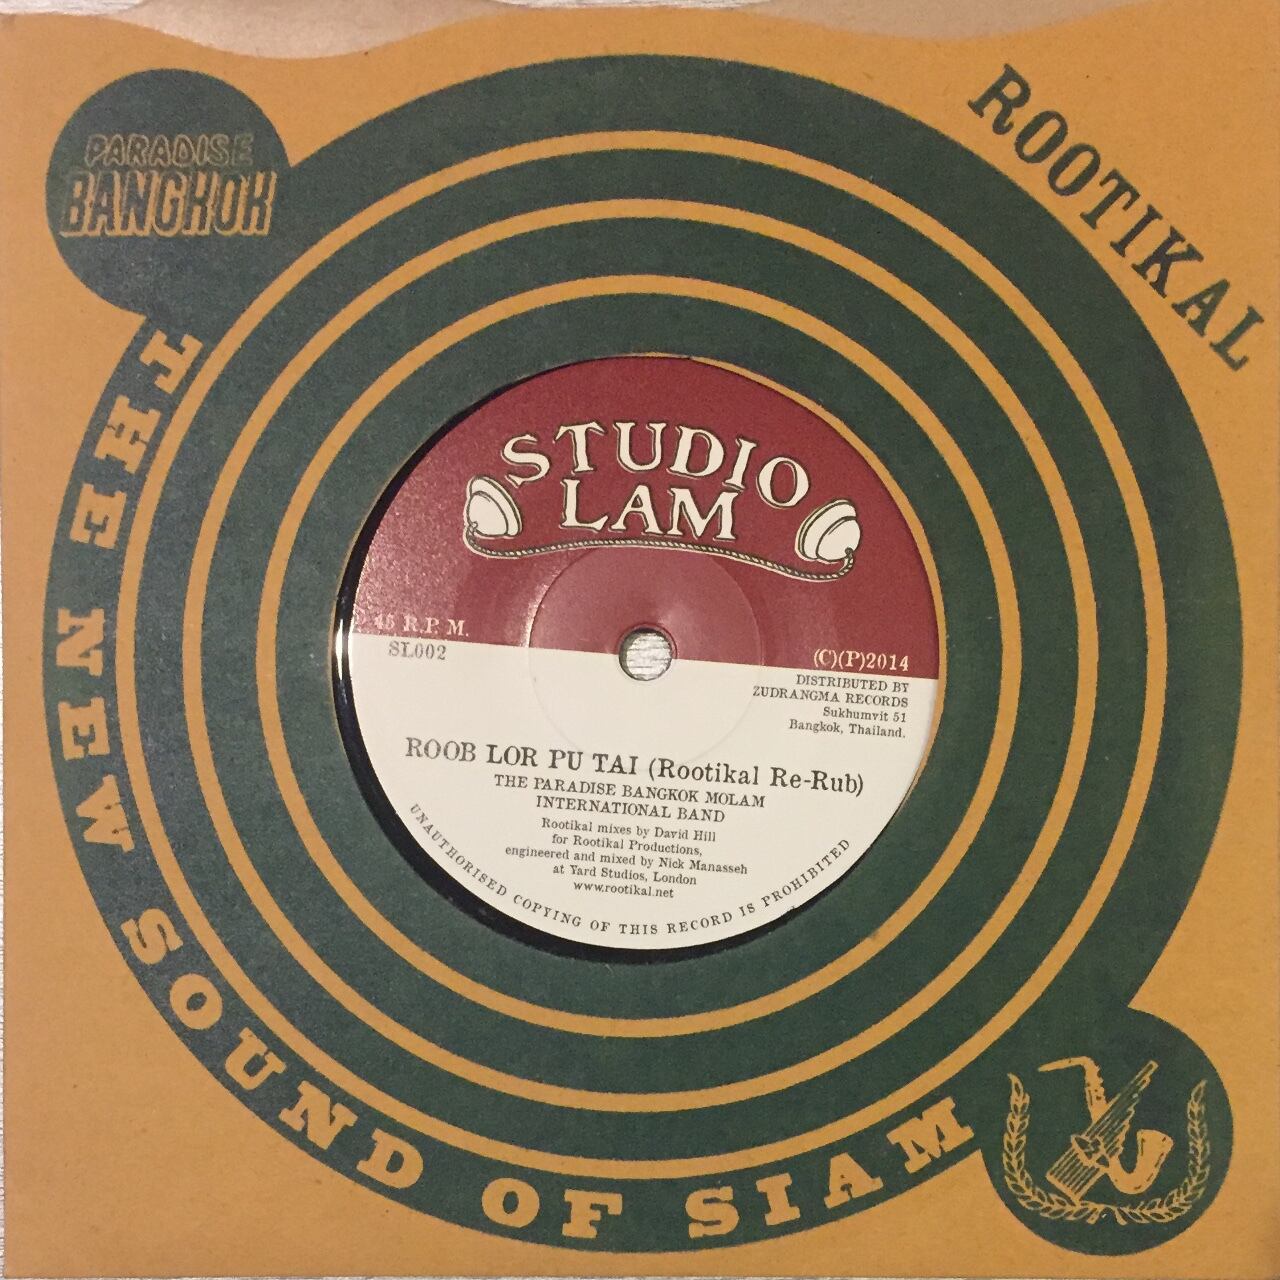 PARADISE
BANGKOK
ROOTIKAL
THE NEW SOUND OF SIAM
STUDIO
LAM
45 R.P.M.
SL002
(C)(P)2014
DISTRIBUTED BY
ZUDRANGMA RECORDS
Sukhumvit 51
Bangkok, Thailand.
ROOB LOR PU TAI (Rootikal Re-Rub)
THE PARADISE BANGKOK MOLAM
INTERNATIONAL BAND
Rootikal mixes by David Hill
for Rootikal Productions,
engineered and mixed by Nick Manasseh
at Yard Studios, London
www.rootikal.net
UNAUTHORISED COPYING OF THIS RECORD IS PROHIBITED